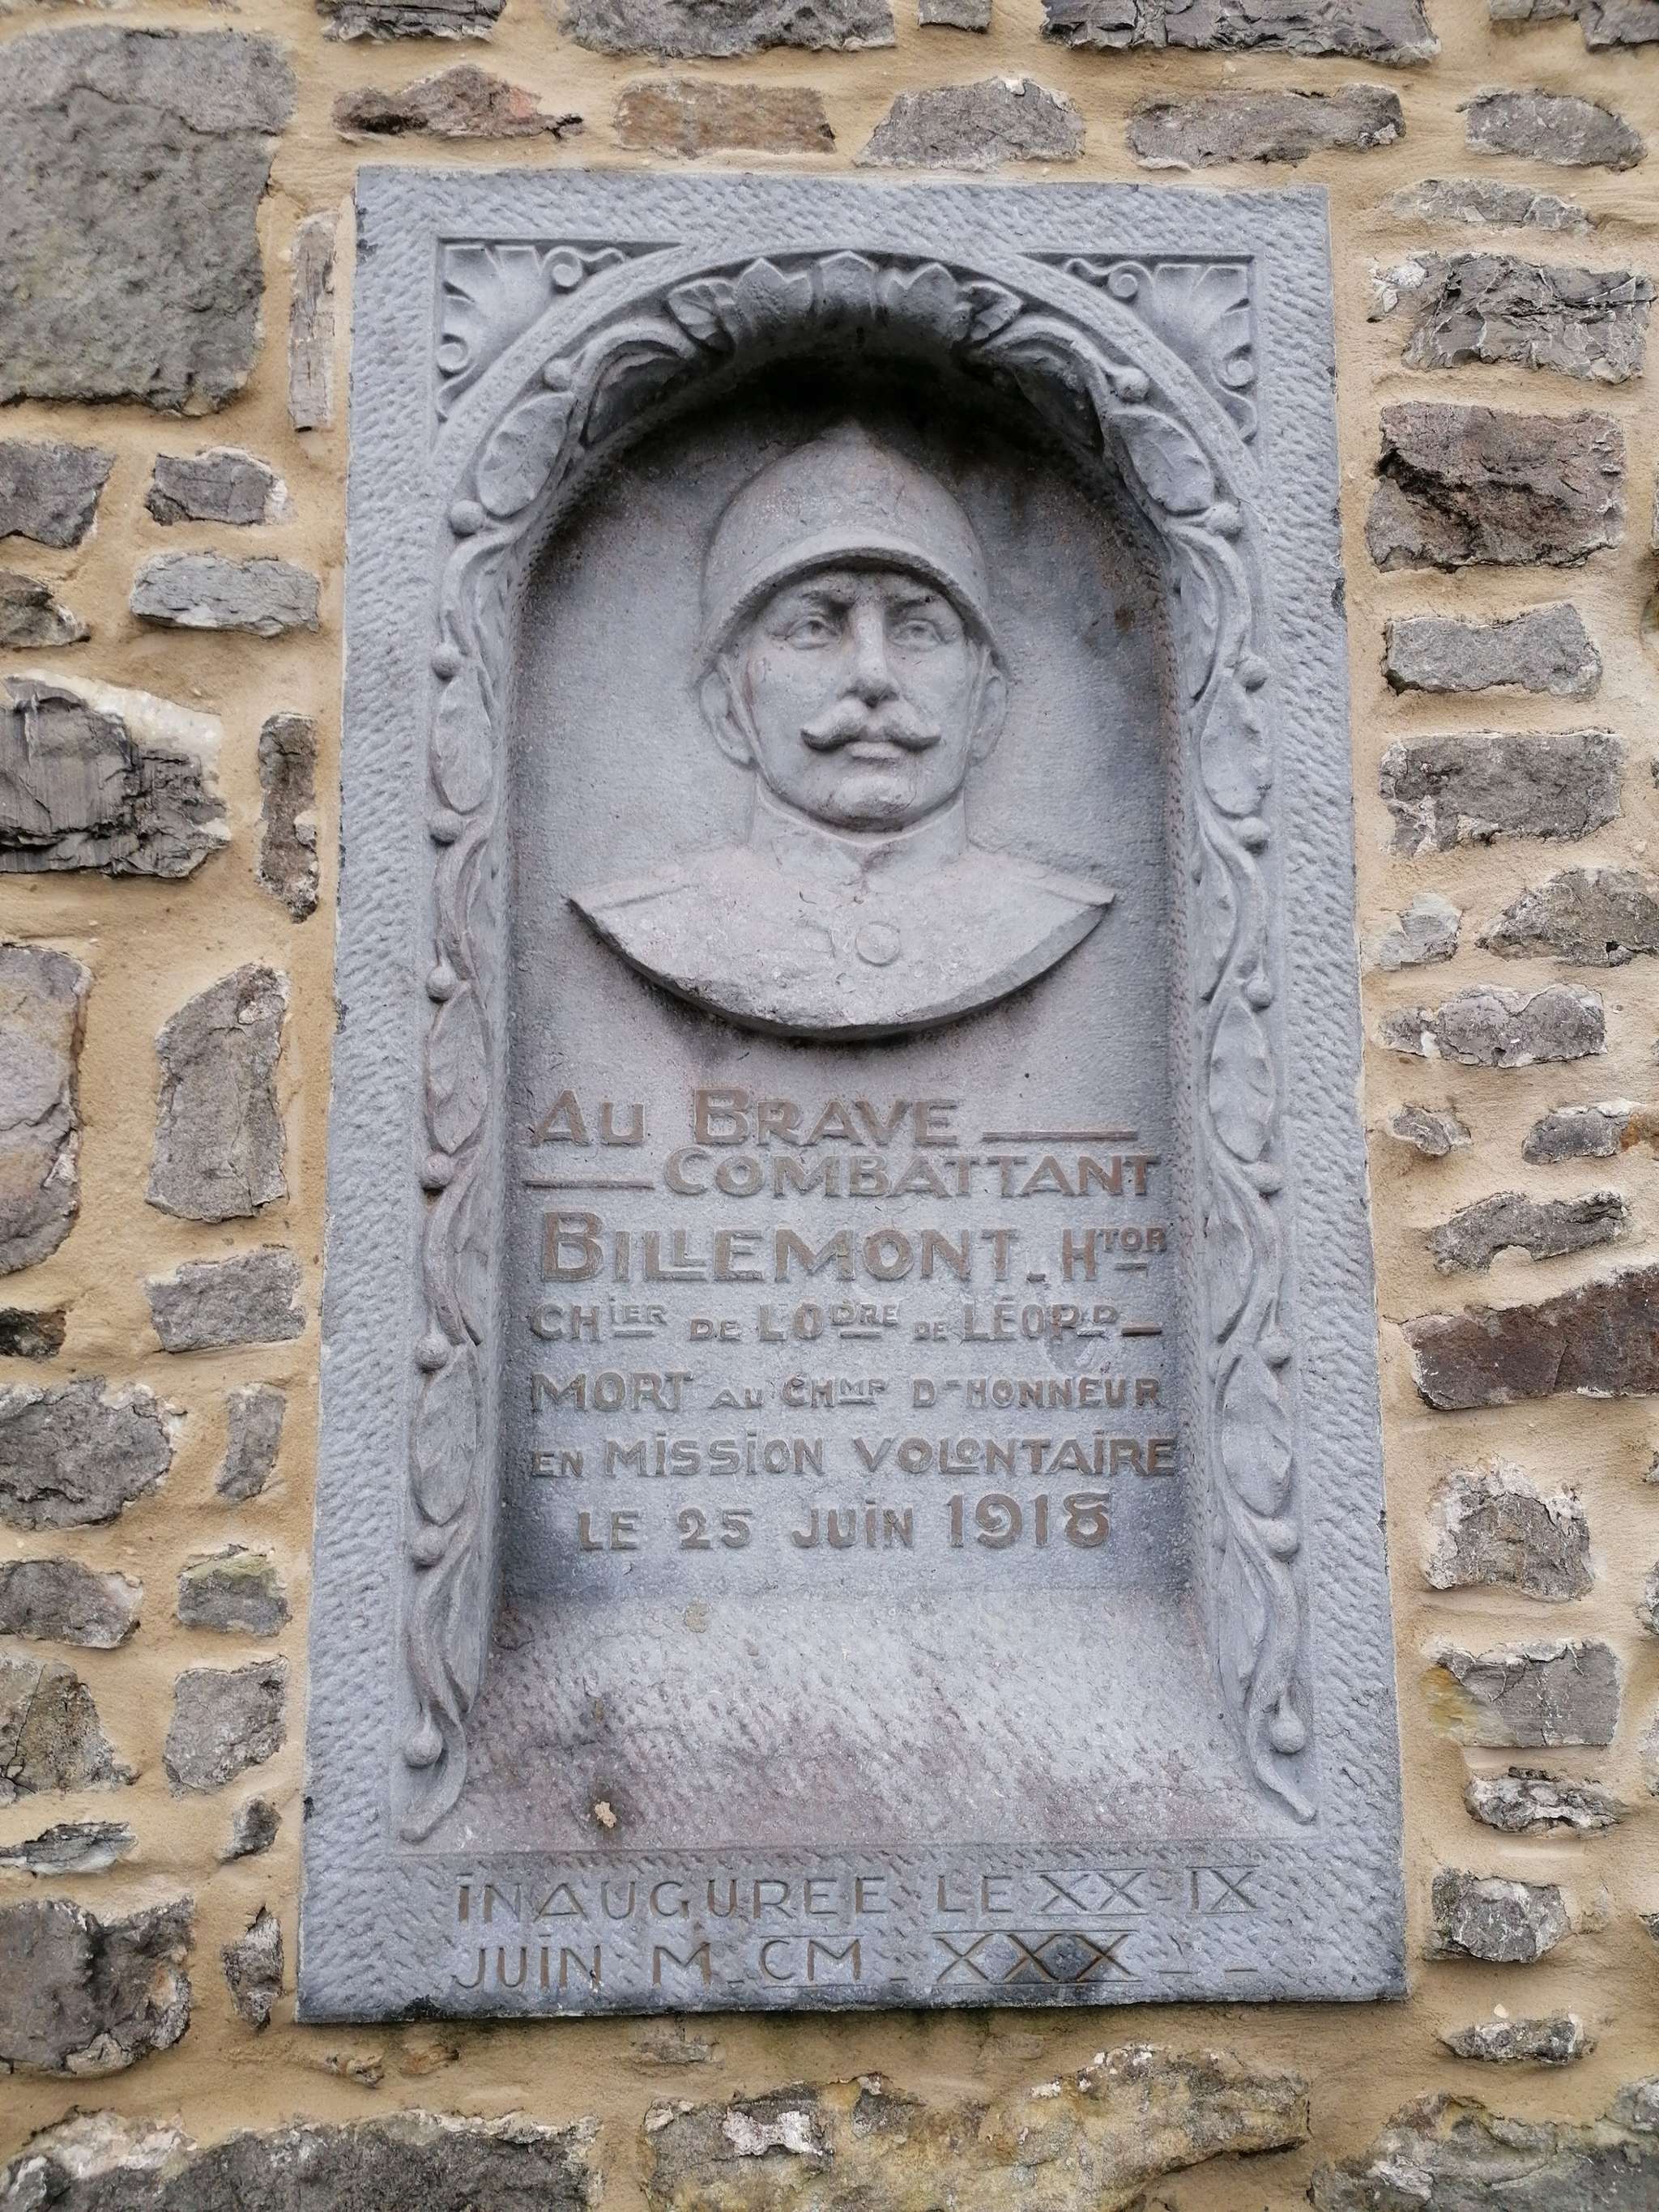 AU BRAVE
COMBATTANT
BILLEMONT - HTOR
CHIER DE LODRE DE LÉOPD
MORT AU CHMP D'HONNEUR
EN MISSION VOLONTAIRE
LE 25 JUIN 1918
INAUGUREE LE XX-IX
JUIN M-CM-XXX--